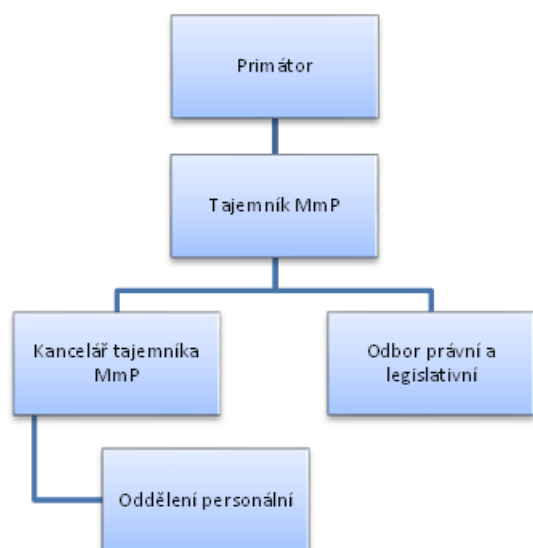 Primátor
Tajemník MmP
Kancelář tajemníka
MmP
Odbor právní a
legislativní
Oddělení personální